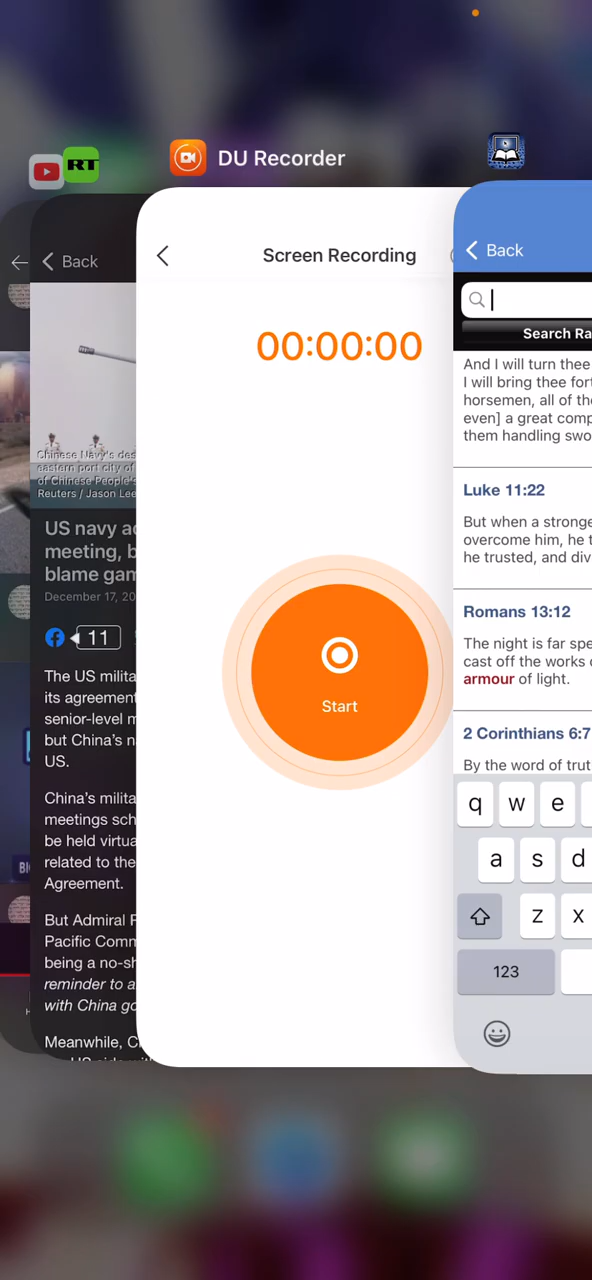 RT
DU Recorder
Back
Chinese Navy's des
eastern port city of
of Chinese People's
Reuters / Jason Lee
US navy ac
meeting, b
blame gam
December 17, 20
11
The US milita
its agreement
senior-level m
but China's n
US.
China's milita
meetings sch
be held virtua
related to the
Agreement.
But Admiral P
Pacific Comm
being a no-sh
reminder to a
with China go
Meanwhile, C
Screen Recording
00:00:00
Start
Back
Search Ra
And I will turn thee
I will bring thee fort
horsemen, all of the
even] a great comp
them handling swo
Luke 11:22
But when a stronge
overcome him, he t
he trusted, and div
Romans 13:12
The night is far spe
cast off the works o
armour of light.
2 Corinthians 6:7
By the word of trut
q w e
a s d
z x
123